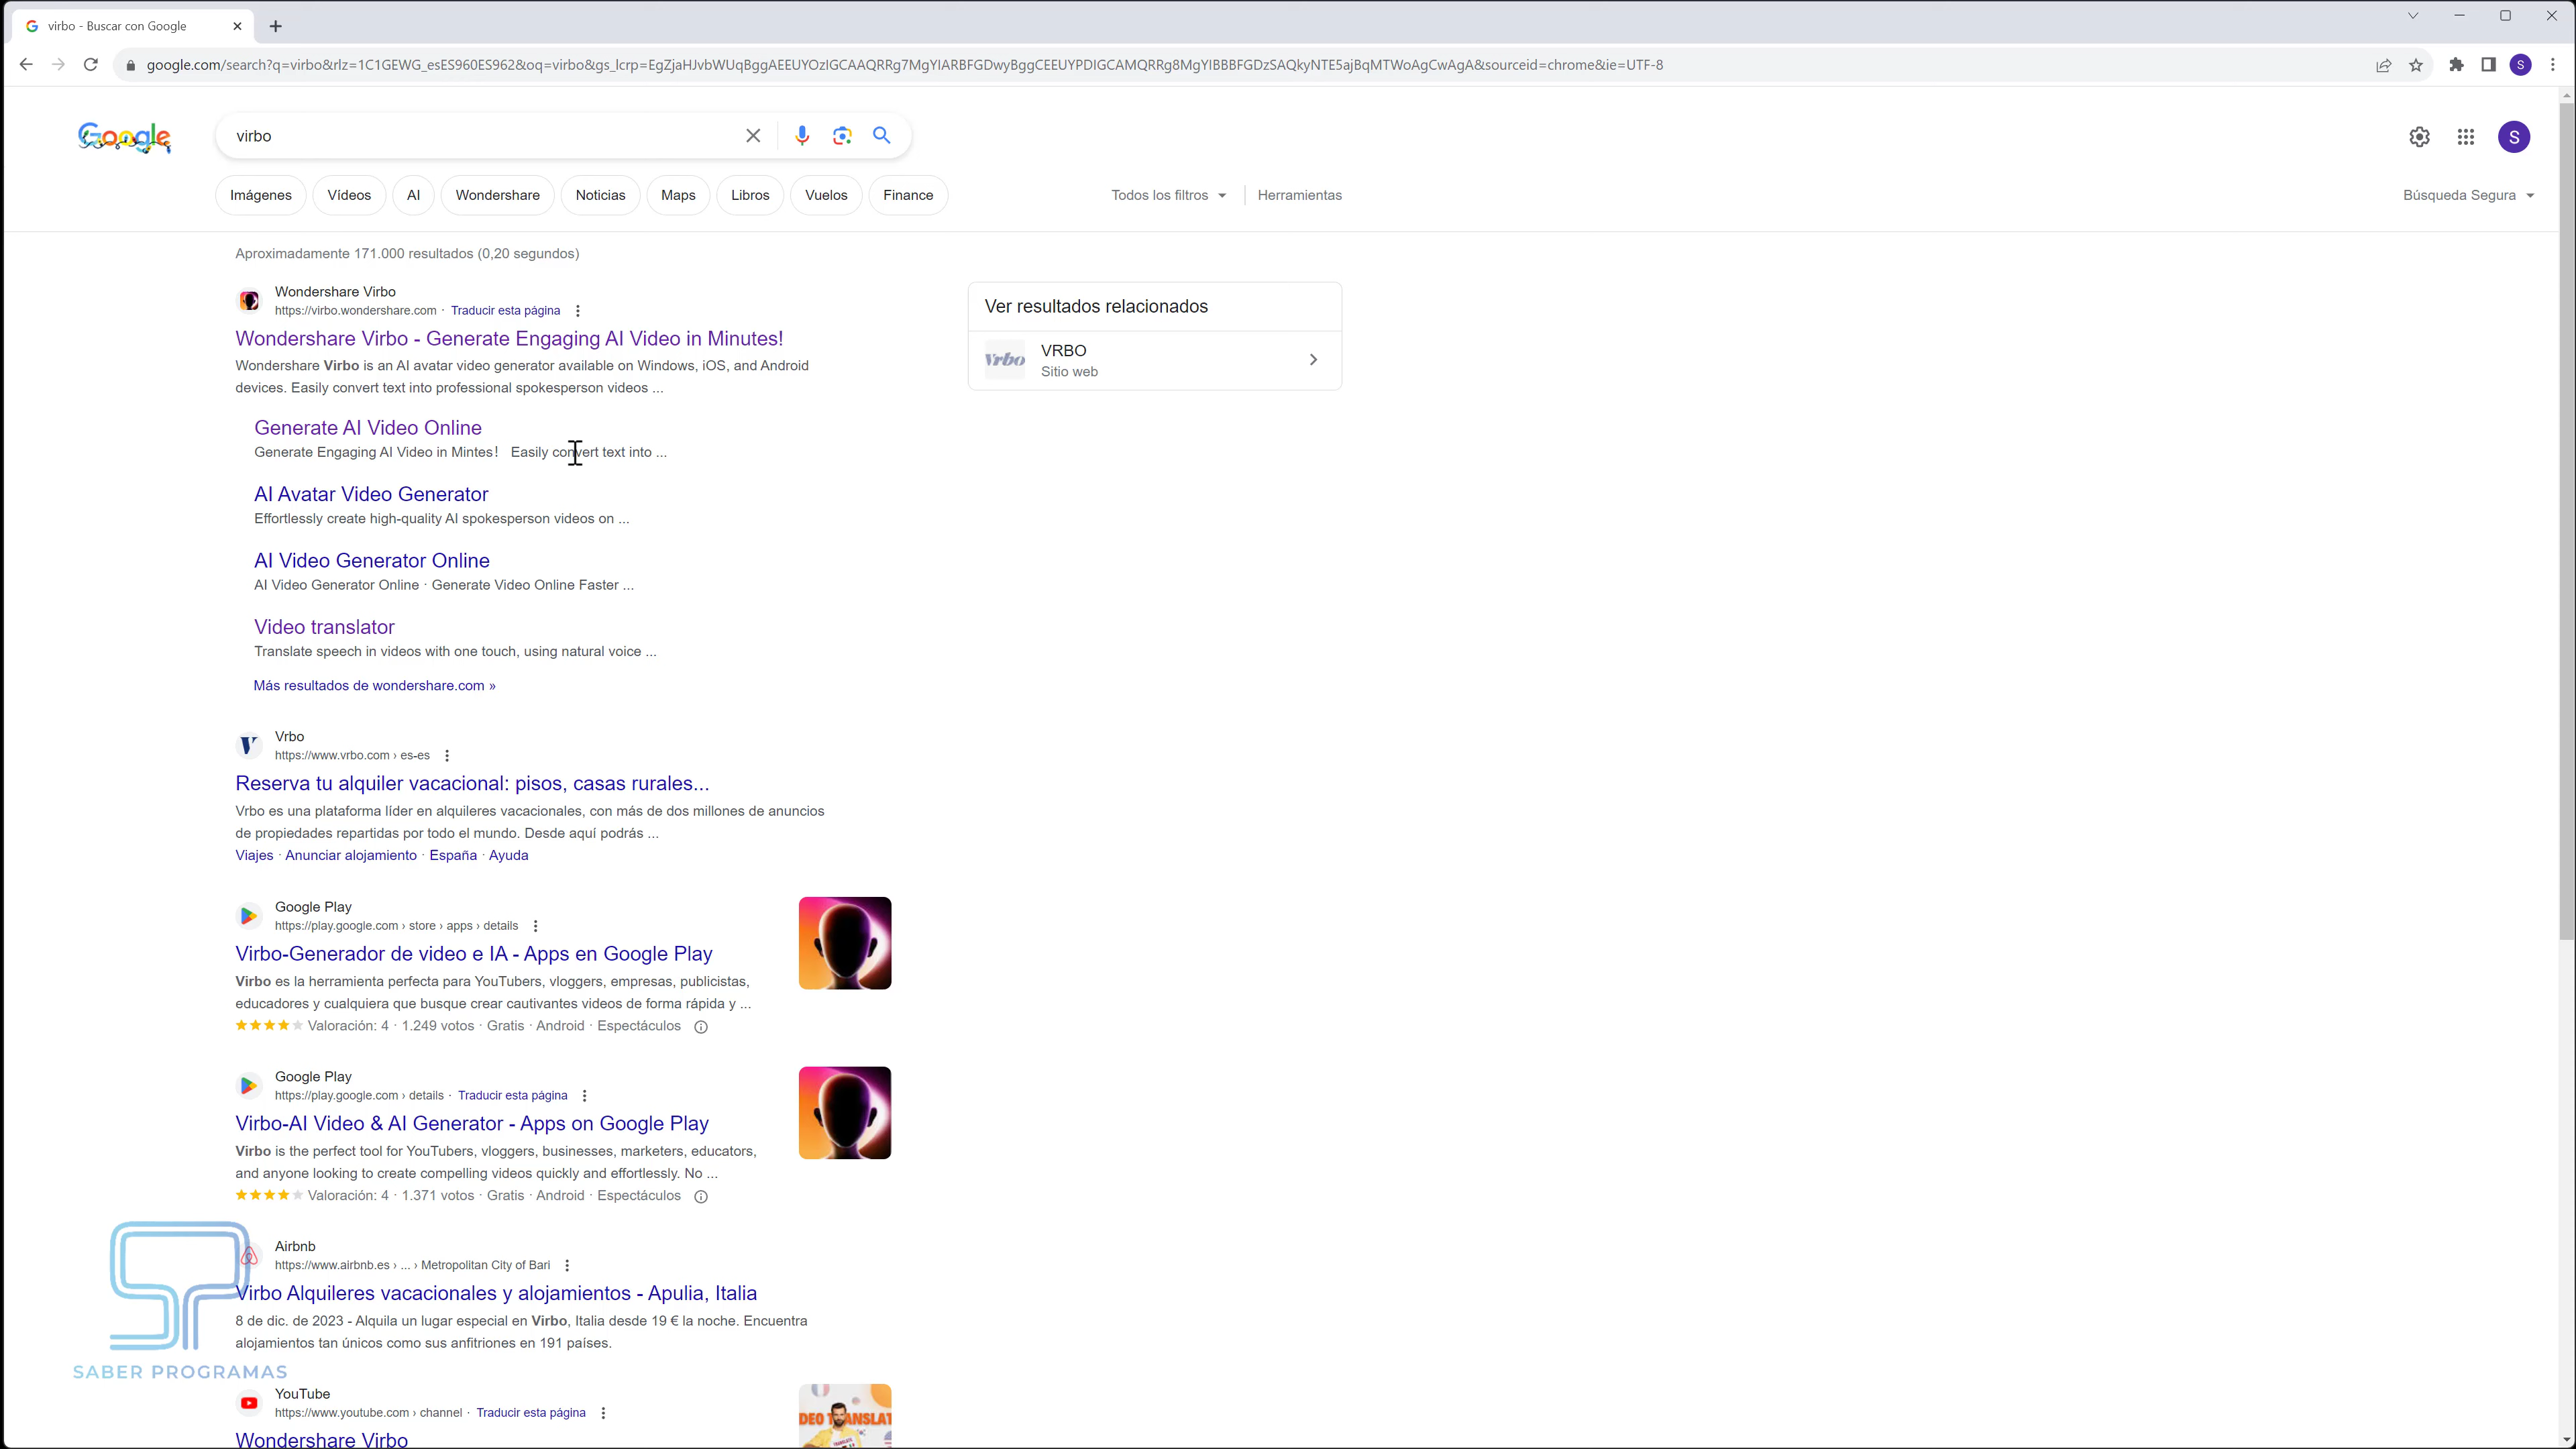 virbo - Buscar con Google
google.com/search?q=virbo&rlz=1C1GEWG_esES960ES962&oq=virbo&gs_lcrp=EgZjaHJvbWUqBggAEEUYOzIGCAAQRRg7MgYIARBFGDwyBggCEEUYPDIGCAMQRRg8MgYIBBBFGDzSAQkyNTE5ajBqMTWoAgCwAgA&sourceid=chrome&ie=UTF-8
S
Google
virbo
S
Imágenes
Vídeos
AI
Wondershare
Noticias
Maps
Libros
Vuelos
Finance
Todos los filtros
Herramientas
Búsqueda Segura
Aproximadamente 171.000 resultados (0,20 segundos)
Wondershare Virbo
https://virbo.wondershare.com · Traducir esta página
Wondershare Virbo - Generate Engaging AI Video in Minutes!
Wondershare Virbo is an AI avatar video generator available on Windows, iOS, and Android
devices. Easily convert text into professional spokesperson videos ...
Generate AI Video Online
Generate Engaging AI Video in Mintes! Easily convert text into ...
AI Avatar Video Generator
Effortlessly create high-quality AI spokesperson videos on ...
AI Video Generator Online
AI Video Generator Online · Generate Video Online Faster ...
Video translator
Translate speech in videos with one touch, using natural voice ...
Más resultados de wondershare.com »
Ver resultados relacionados
Vrbo
VRBO
Sitio web
Vrbo
https://www.vrbo.com › es-es
Reserva tu alquiler vacacional: pisos, casas rurales...
Vrbo es una plataforma líder en alquileres vacacionales, con más de dos millones de anuncios
de propiedades repartidas por todo el mundo. Desde aquí podrás ...
Viajes · Anunciar alojamiento · España · Ayuda
Google Play
https://play.google.com › store › apps › details
Virbo-Generador de video e IA - Apps en Google Play
Virbo es la herramienta perfecta para YouTubers, vloggers, empresas, publicistas,
educadores y cualquiera que busque crear cautivantes videos de forma rápida y ...
Valoración: 4 · 1.249 votos · Gratis · Android · Espectáculos
Google Play
https://play.google.com › details · Traducir esta página
Virbo-AI Video & AI Generator - Apps on Google Play
Virbo is the perfect tool for YouTubers, vloggers, businesses, marketers, educators,
and anyone looking to create compelling videos quickly and effortlessly. No ...
Valoración: 4 · 1.371 votos · Gratis · Android · Espectáculos
Airbnb
https://www.airbnb.es › ... › Metropolitan City of Bari
Virbo Alquileres vacacionales y alojamientos - Apulia, Italia
8 de dic. de 2023 - Alquila un lugar especial en Virbo, Italia desde 19 € la noche. Encuentra
alojamientos tan únicos como sus anfitriones en 191 países.
SABER PROGRAMAS
YouTube
https://www.youtube.com › channel · Traducir esta página
Wondershare Virbo